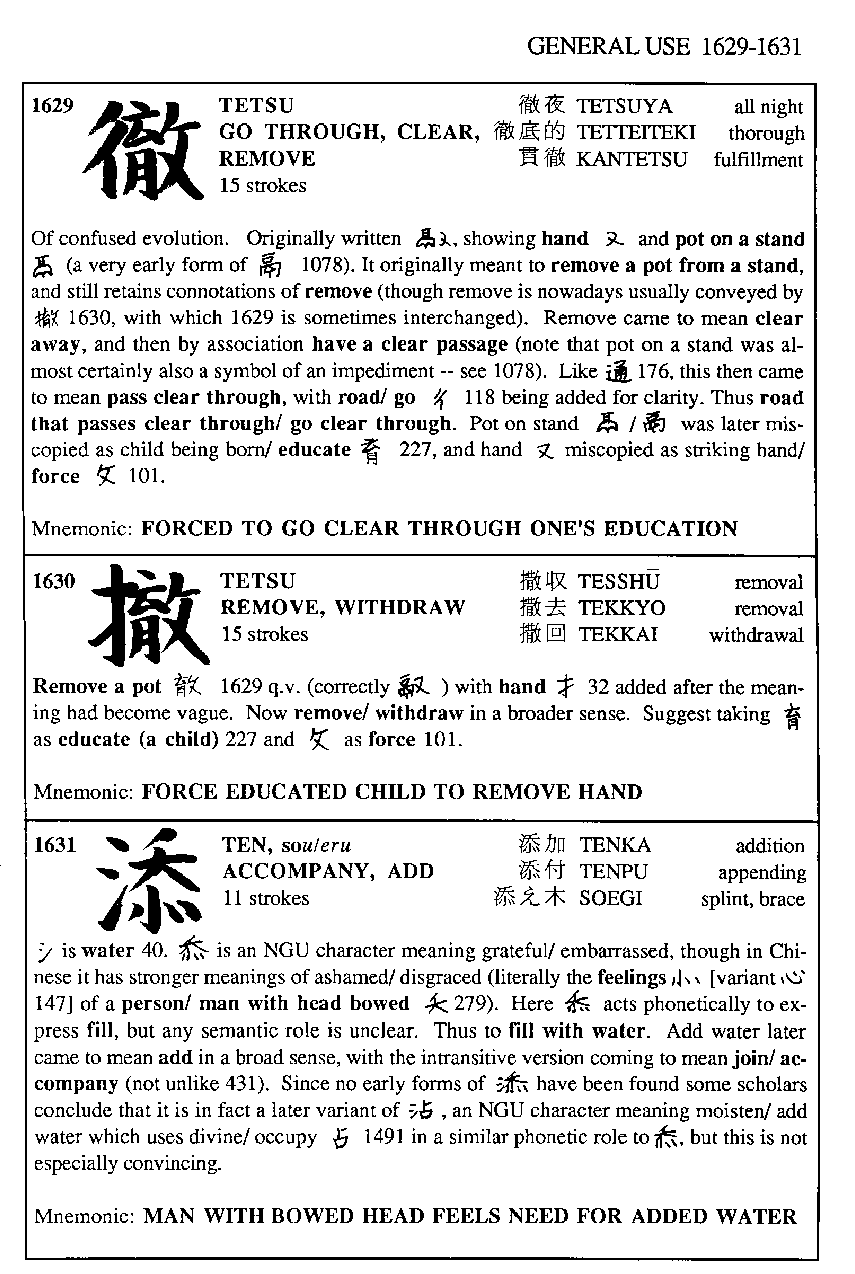 GENERAL USE 1629-1631
1629 徹 TETSU 徹夜 TETSUYA all night
GO THROUGH, CLEAR, 徹底的 TETTEITEKI thorough
REMOVE 貫徹 KANTETSU fulfillment
15 strokes
Of confused evolution. Originally written , showing hand 又 and pot on a stand
(a very early form of 鬲 1078). It originally meant to remove a pot from a stand,
and still retains connotations of remove (though remove is nowadays usually conveyed by
撤 1630, with which 1629 is sometimes interchanged). Remove came to mean clear
away, and then by association have a clear passage (note that pot on a stand was al-
most certainly also a symbol of an impediment -- see 1078). Like 通 176, this then came
to mean pass clear through, with road/ go 彳 118 being added for clarity. Thus road
that passes clear through/ go clear through. Pot on stand / 鬲 was later mis-
copied as child being born/ educate 育 227, and hand 又 miscopied as striking hand/
force 攵 101.
Mnemonic: FORCED TO GO CLEAR THROUGH ONE'S EDUCATION
1630 撤 TETSU 撤収 TESSHŪ removal
REMOVE, WITHDRAW 撤去 TEKKYO removal
15 strokes 撤回 TEKKAI withdrawal
Remove a pot 1629 q.v. (correctly ) with hand 扌 32 added after the mean-
ing had become vague. Now remove/ withdraw in a broader sense. Suggest taking 育
as educate (a child) 227 and 攵 as force 101.
Mnemonic: FORCE EDUCATED CHILD TO REMOVE HAND
1631 添 TEN, sou/eru 添加 TENKA addition
ACCOMPANY, ADD 添付 TENPU appending
11 strokes 添え木 SOEGI splint, brace
氵 is water 40. 忝 is an NGU character meaning grateful/ embarrassed, though in Chi-
nese it has stronger meanings of ashamed/ disgraced (literally the feelings 㣺 [variant 心
147] of a person/ man with head bowed 夭 279). Here 忝 acts phonetically to ex-
press fill, but any semantic role is unclear. Thus to fill with water. Add water later
came to mean add in a broad sense, with the intransitive version coming to mean join/ ac-
company (not unlike 431). Since no early forms of 添 have been found some scholars
conclude that it is in fact a later variant of 沾 , an NGU character meaning moisten/ add
water which uses divine/ occupy 占 1491 in a similar phonetic role to 忝, but this is not
especially convincing.
Mnemonic: MAN WITH BOWED HEAD FEELS NEED FOR ADDED WATER